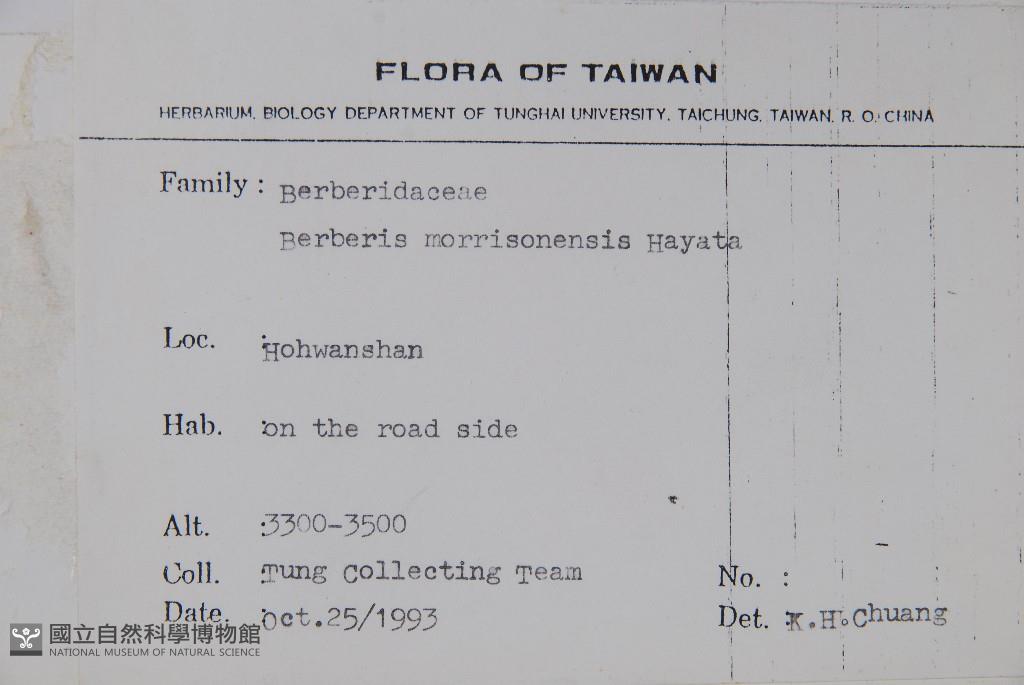 FLORA OF TAIWAN
HERBARIUM, BIOLOGY DEPARTMENT OF TUNGHAI UNIVERSITY, TAICHUNG, TAIWAN, R. O. CHINA
Family : Berberidaceae
Berberis morrisonensis Hayata
Loc. :Hohwanshan
Hab. :on the road side
Alt. :3300-3500
Coll. :Tung Collecting Team No. :
Date. :Oct.25/1993 Det. :K.H.Chuang
國立自然科學博物館
NATIONAL MUSEUM OF NATURAL SCIENCE